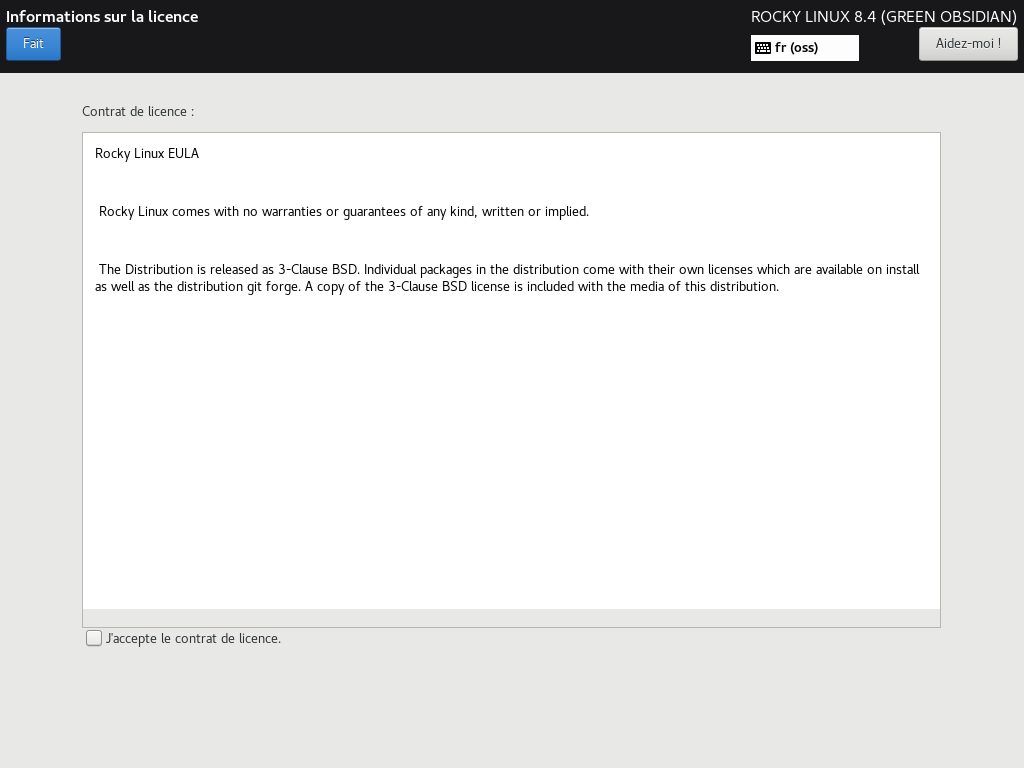 Informations sur la licence
ROCKY LINUX 8.4 (GREEN OBSIDIAN)
Fait
fr (oss)
Aidez-moi !
Contrat de licence :
Rocky Linux EULA
Rocky Linux comes with no warranties or guarantees of any kind, written or implied.
The Distribution is released as 3-Clause BSD. Individual packages in the distribution come with their own licenses which are available on install
as well as the distribution git forge. A copy of the 3-Clause BSD license is included with the media of this distribution.
J'accepte le contrat de licence.